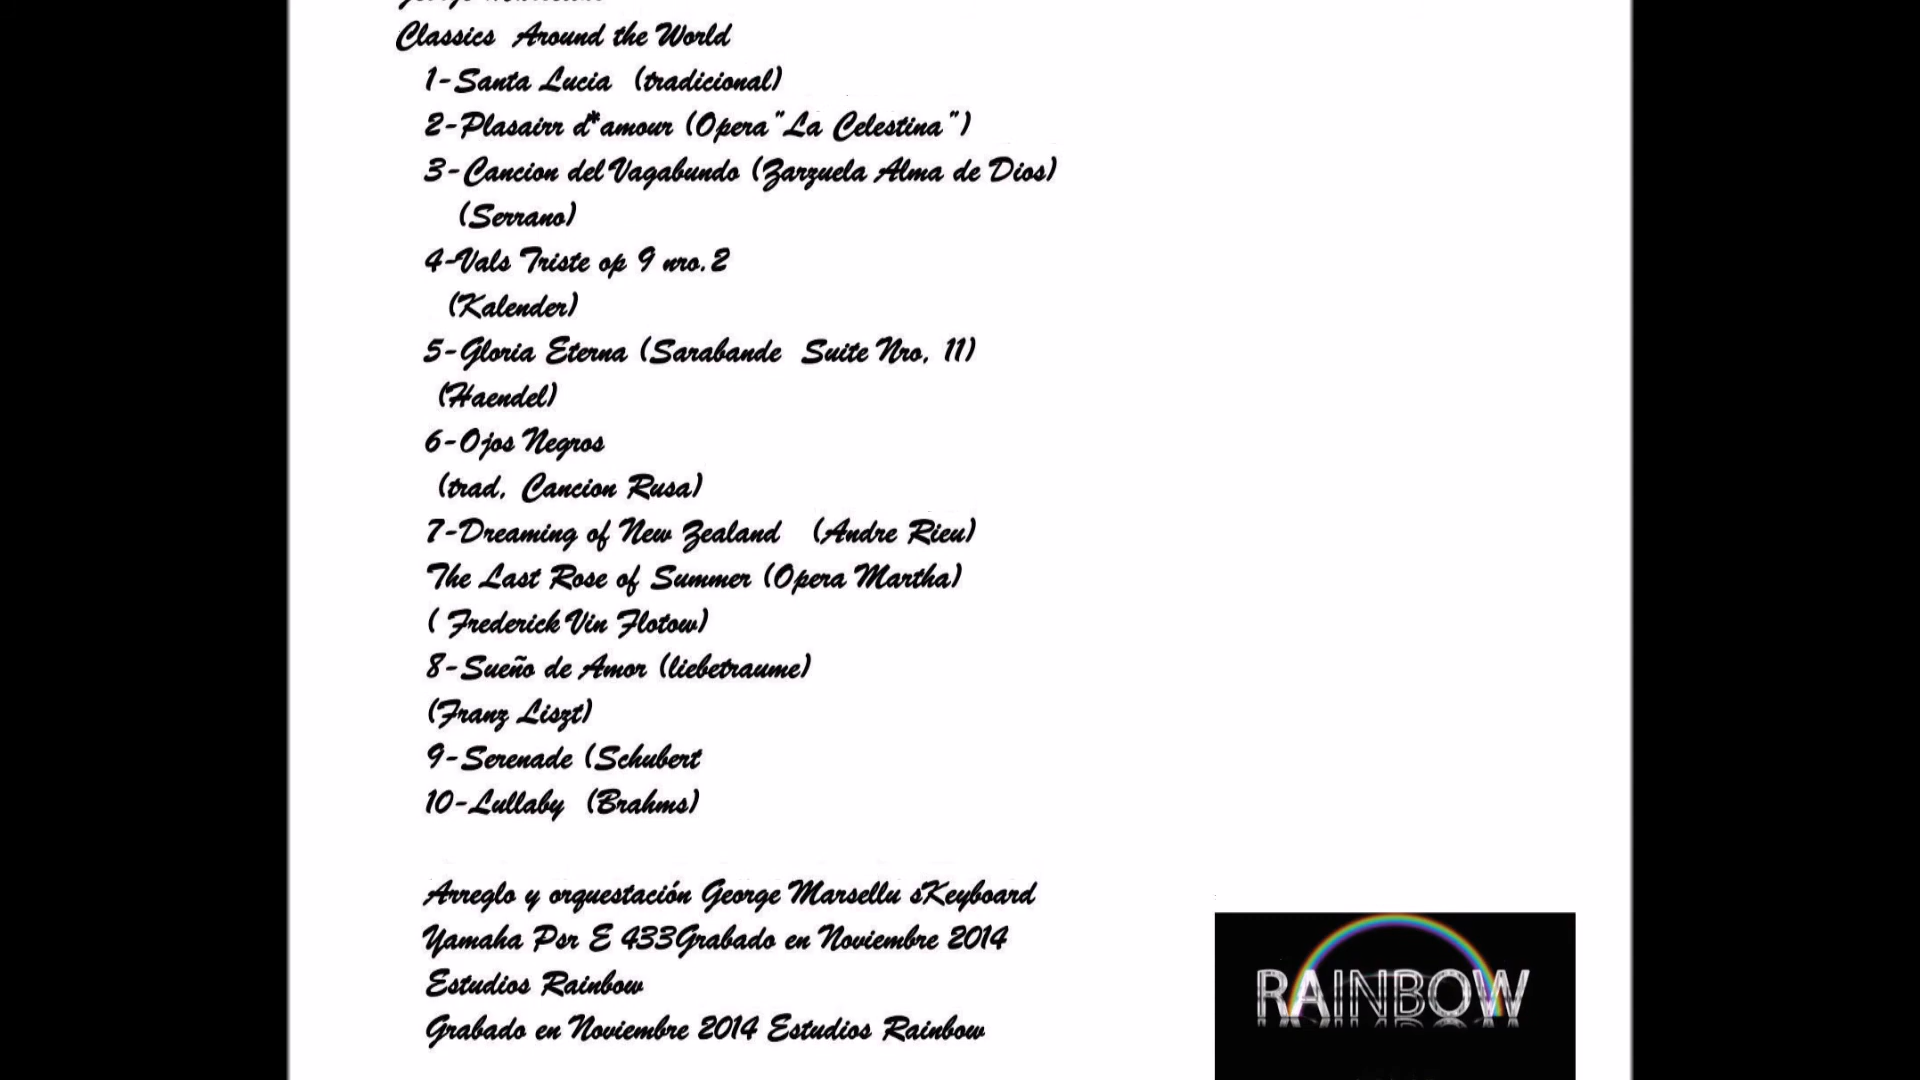 Classics Around the World
1-Santa Lucia (tradicional)
2-Plasairr d*amour (Opera"La Celestina")
3-Cancion del Vagabundo (Zarzuela Alma de Dios)
(Serrano)
4-Vals Triste op 9 nro.2
(Kalender)
5-Gloria Eterna (Sarabande Suite Nro, 11)
(Haendel)
6-Ojos Negros
(trad, Cancion Rusa)
7-Dreaming of New Zealand (Andre Rieu)
The Last Rose of Summer (Opera Martha)
( Frederick Vin Flotow)
8-Sueño de Amor (liebetraume)
(Franz Liszt)
9-Serenade (Schubert
10-Lullaby (Brahms)
Arreglo y orquestación George Marsellu sKeyboard
Yamaha Psr E 433Grabado en Noviembre 2014
Estudios Rainbow
Grabado en Noviembre 2014 Estudios Rainbow
RAINBOW